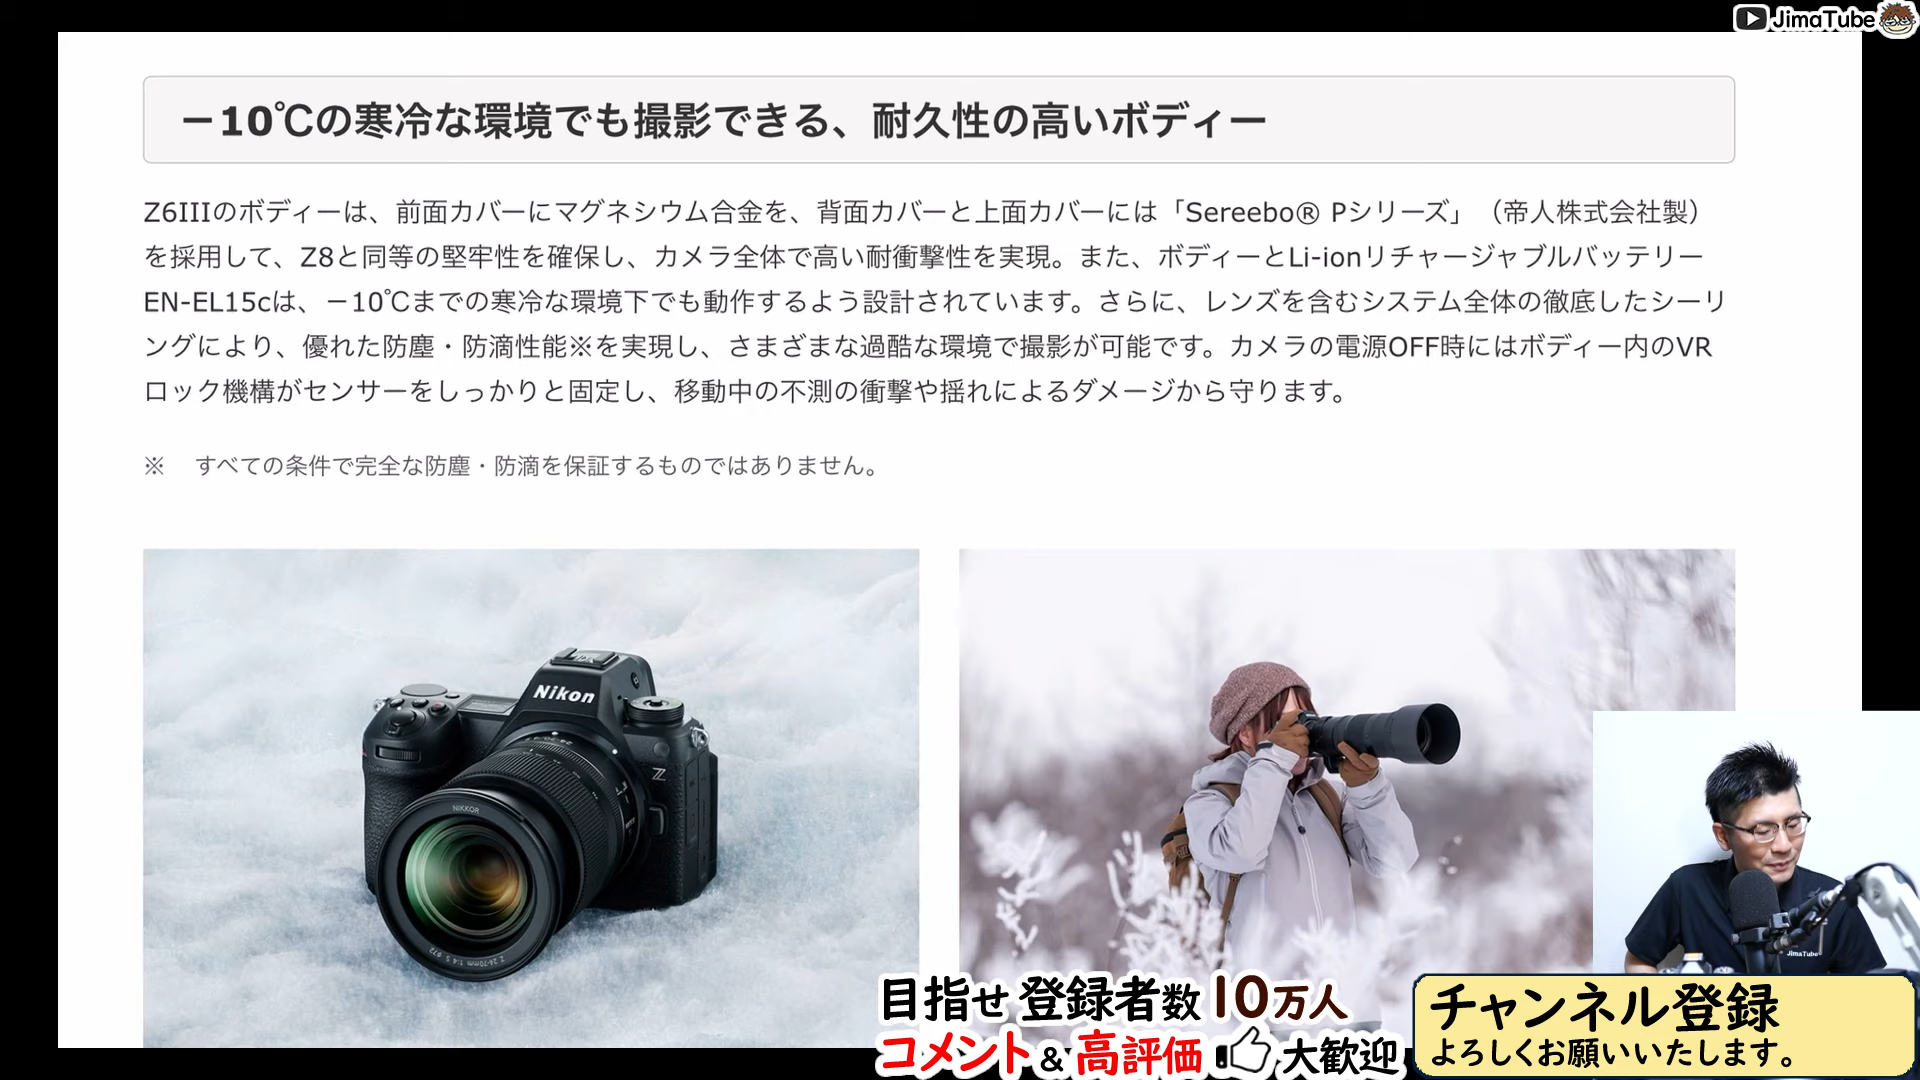 JimaTube
－10℃の寒冷な環境でも撮影できる、耐久性の高いボディー
Z6IIIのボディーは、前面カバーにマグネシウム合金を、背面カバーと上面カバーには「Sereebo® Pシリーズ」（帝人株式会社製）
を採用して、Z8と同等の堅牢性を確保し、カメラ全体で高い耐衝撃性を実現。また、ボディーとLi-ionリチャージャブルバッテリー
EN-EL15cは、－10℃までの寒冷な環境下でも動作するよう設計されています。さらに、レンズを含むシステム全体の徹底したシーリ
ングにより、優れた防塵・防滴性能※を実現し、さまざまな過酷な環境で撮影が可能です。カメラの電源OFF時にはボディー内のVR
ロック機構がセンサーをしっかりと固定し、移動中の不測の衝撃や揺れによるダメージから守ります。
※ すべての条件で完全な防塵・防滴を保証するものではありません。
Nikon
Z
NIKKOR
Z 24-70mm 1:4 S Ø72
JimaTube
目指せ 登録者数 10万人
コメント & 高評価 大歓迎
チャンネル登録
よろしくお願いいたします。